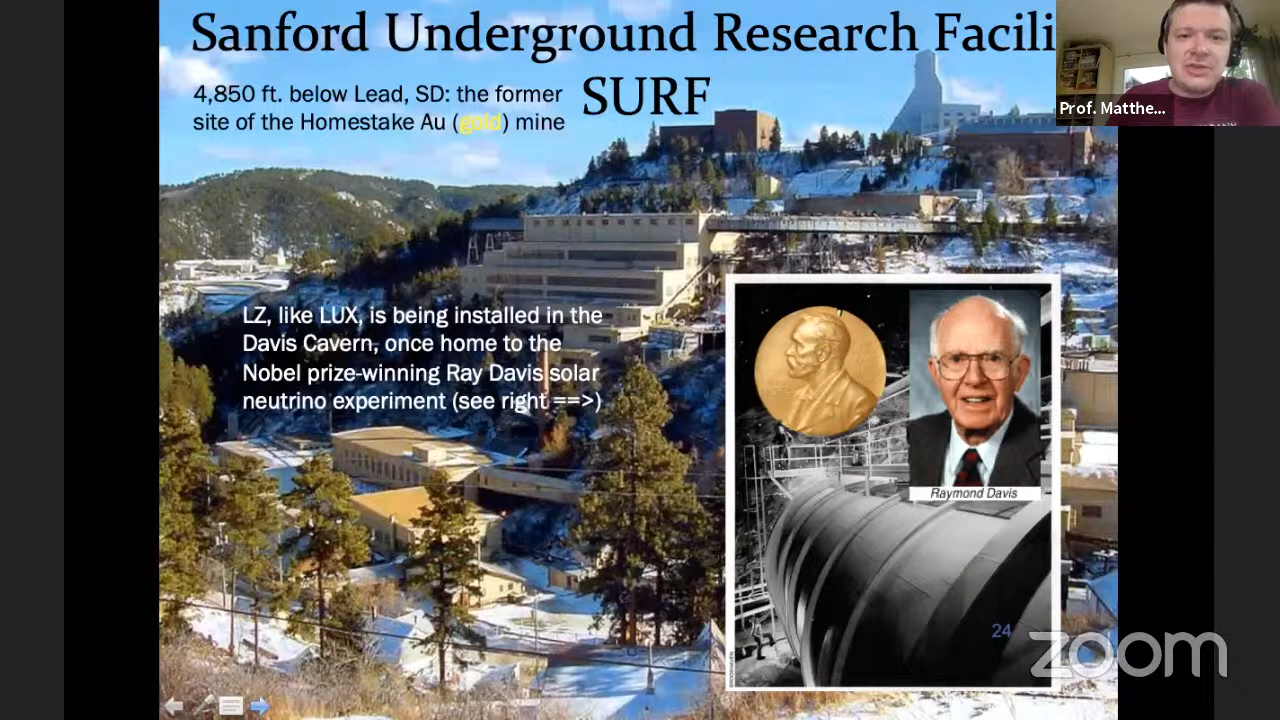 Sanford Underground Research Facili
SURF
4,850 ft. below Lead, SD: the former
site of the Homestake Au (gold) mine
Prof. Matthe...
LZ, like LUX, is being installed in the
Davis Cavern, once home to the
Nobel prize-winning Ray Davis solar
neutrino experiment (see right ==>)
Raymond Davis
24
zoom